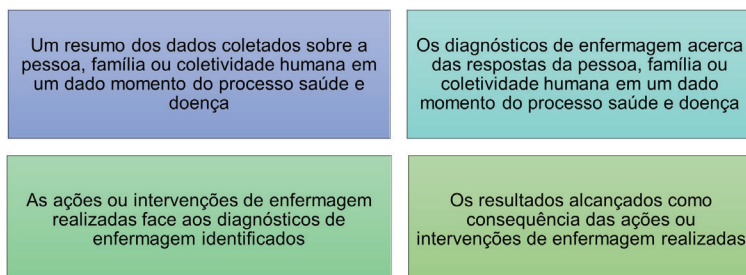 Um resumo dos dados coletados sobre a
pessoa, família ou coletividade humana em
um dado momento do processo saúde e
doença
Os diagnósticos de enfermagem acerca
das respostas da pessoa, família ou
coletividade humana em um dado
momento do processo saúde e doença
As ações ou intervenções de enfermagem
realizadas face aos diagnósticos de
enfermagem identificados
Os resultados alcançados como
consequência das ações ou
intervenções de enfermagem realizadas